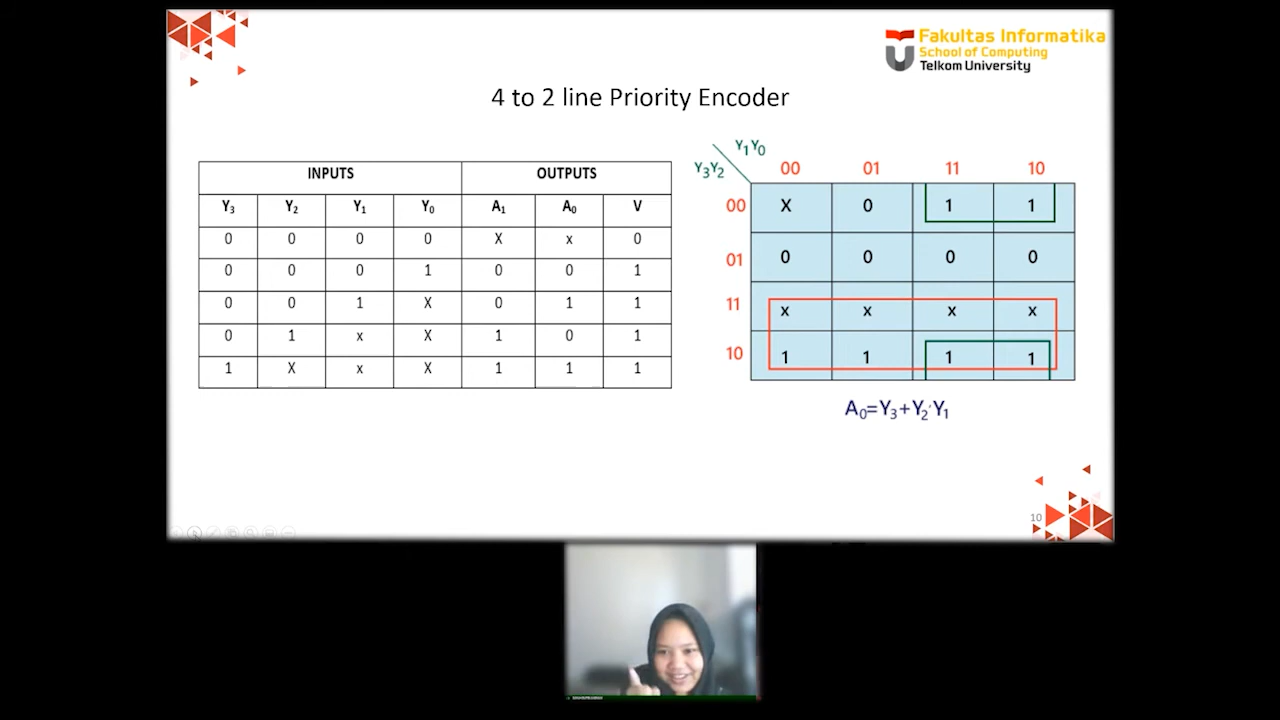 Fakultas Informatika
School of Computing
Telkom University
4 to 2 line Priority Encoder
INPUTS OUTPUTS
Y3 Y2 Y1 Y0 A1 A0 V
0 0 0 0 X x 0
0 0 0 1 0 0 1
0 0 1 X 0 1 1
0 1 x X 1 0 1
1 X x X 1 1 1
Y1Y0
Y3Y2
00 01 11 10
00 X 0 1 1
01 0 0 0 0
11 x x x x
10 1 1 1 1
A0=Y3+Y2'Y1
10